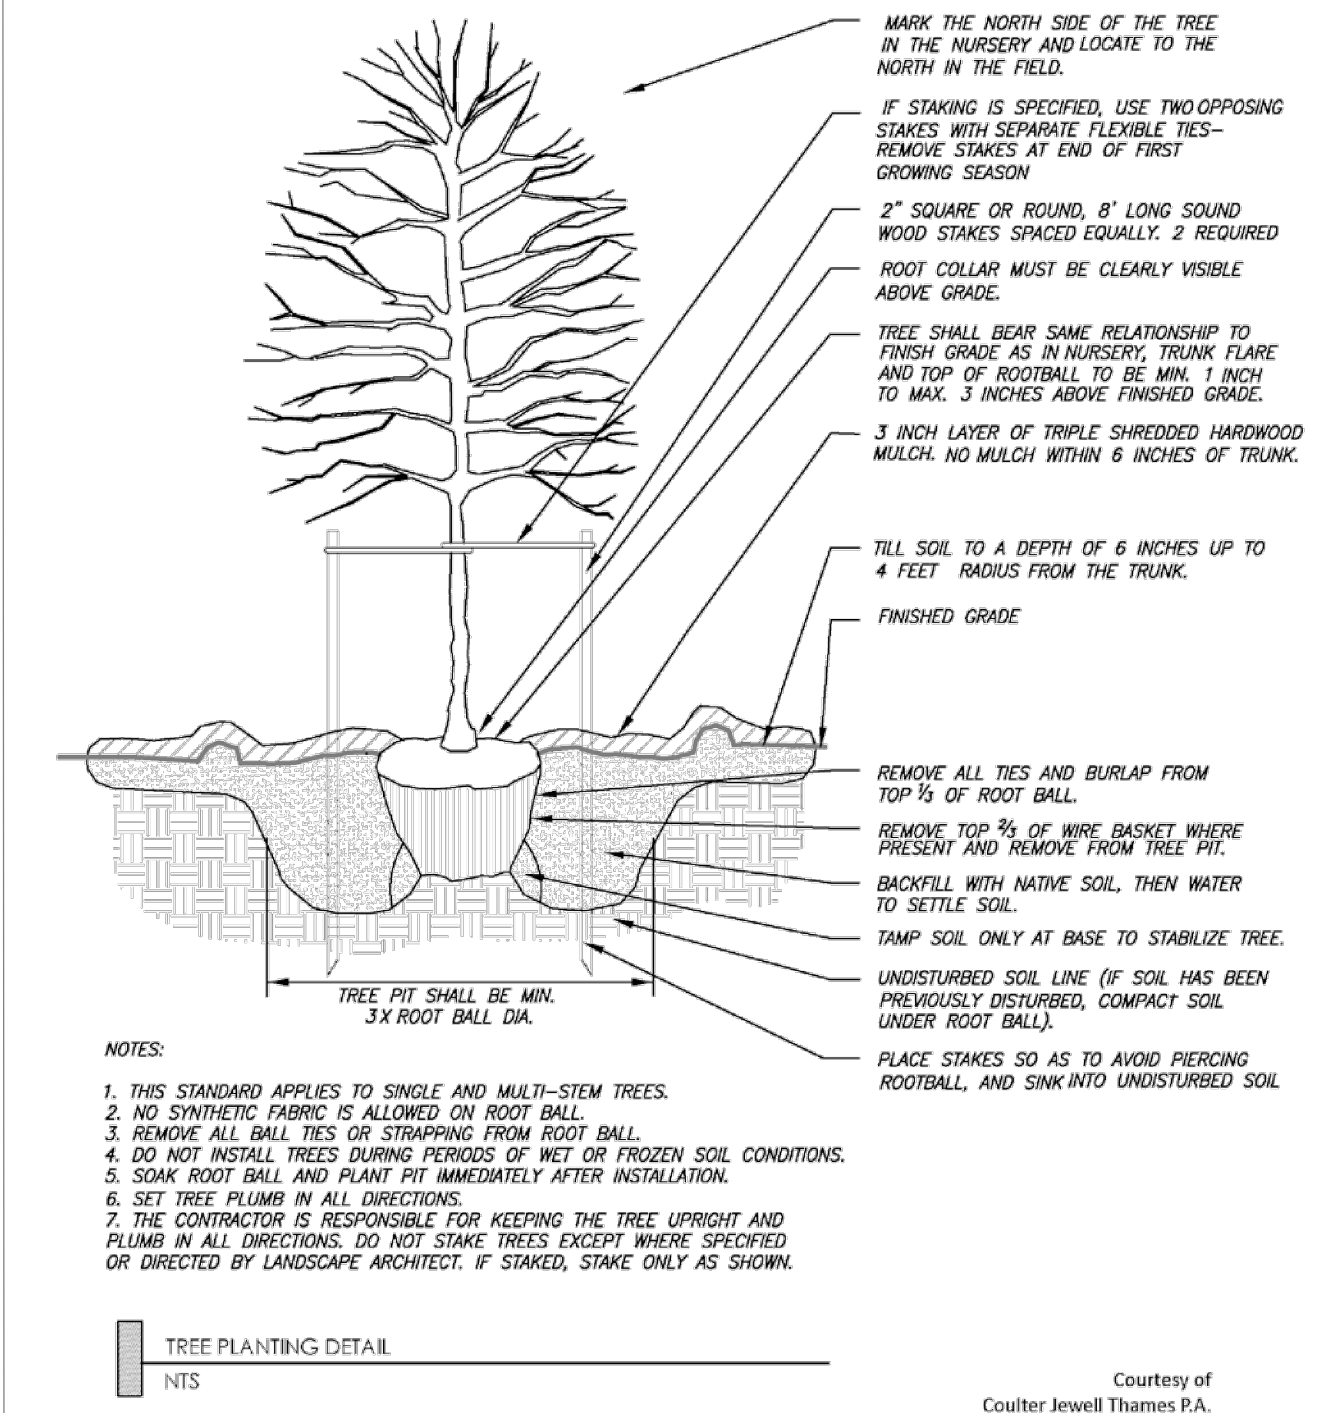 MARK THE NORTH SIDE OF THE TREE
IN THE NURSERY AND LOCATE TO THE
NORTH IN THE FIELD.
IF STAKING IS SPECIFIED, USE TWO OPPOSING
STAKES WITH SEPARATE FLEXIBLE TIES-
REMOVE STAKES AT END OF FIRST
GROWING SEASON
2" SQUARE OR ROUND, 8' LONG SOUND
WOOD STAKES SPACED EQUALLY. 2 REQUIRED
ROOT COLLAR MUST BE CLEARLY VISIBLE
ABOVE GRADE.
TREE SHALL BEAR SAME RELATIONSHIP TO
FINISH GRADE AS IN NURSERY, TRUNK FLARE
AND TOP OF ROOTBALL TO BE MIN. 1 INCH
TO MAX. 3 INCHES ABOVE FINISHED GRADE.
3 INCH LAYER OF TRIPLE SHREDDED HARDWOOD
MULCH. NO MULCH WITHIN 6 INCHES OF TRUNK.
TILL SOIL TO A DEPTH OF 6 INCHES UP TO
4 FEET RADIUS FROM THE TRUNK.
FINISHED GRADE
REMOVE ALL TIES AND BURLAP FROM
TOP 1/3 OF ROOT BALL.
REMOVE TOP 2/3 OF WIRE BASKET WHERE
PRESENT AND REMOVE FROM TREE PIT.
BACKFILL WITH NATIVE SOIL, THEN WATER
TO SETTLE SOIL.
TAMP SOIL ONLY AT BASE TO STABILIZE TREE.
UNDISTURBED SOIL LINE (IF SOIL HAS BEEN
PREVIOUSLY DISTURBED, COMPACT SOIL
UNDER ROOT BALL).
PLACE STAKES SO AS TO AVOID PIERCING
ROOTBALL, AND SINK INTO UNDISTURBED SOIL
TREE PIT SHALL BE MIN.
3 X ROOT BALL DIA.
NOTES:
1. THIS STANDARD APPLIES TO SINGLE AND MULTI-STEM TREES.
2. NO SYNTHETIC FABRIC IS ALLOWED ON ROOT BALL.
3. REMOVE ALL BALL TIES OR STRAPPING FROM ROOT BALL.
4. DO NOT INSTALL TREES DURING PERIODS OF WET OR FROZEN SOIL CONDITIONS.
5. SOAK ROOT BALL AND PLANT PIT IMMEDIATELY AFTER INSTALLATION.
6. SET TREE PLUMB IN ALL DIRECTIONS.
7. THE CONTRACTOR IS RESPONSIBLE FOR KEEPING THE TREE UPRIGHT AND
PLUMB IN ALL DIRECTIONS. DO NOT STAKE TREES EXCEPT WHERE SPECIFIED
OR DIRECTED BY LANDSCAPE ARCHITECT. IF STAKED, STAKE ONLY AS SHOWN.
TREE PLANTING DETAIL
NTS
Courtesy of
Coulter Jewell Thames P.A.